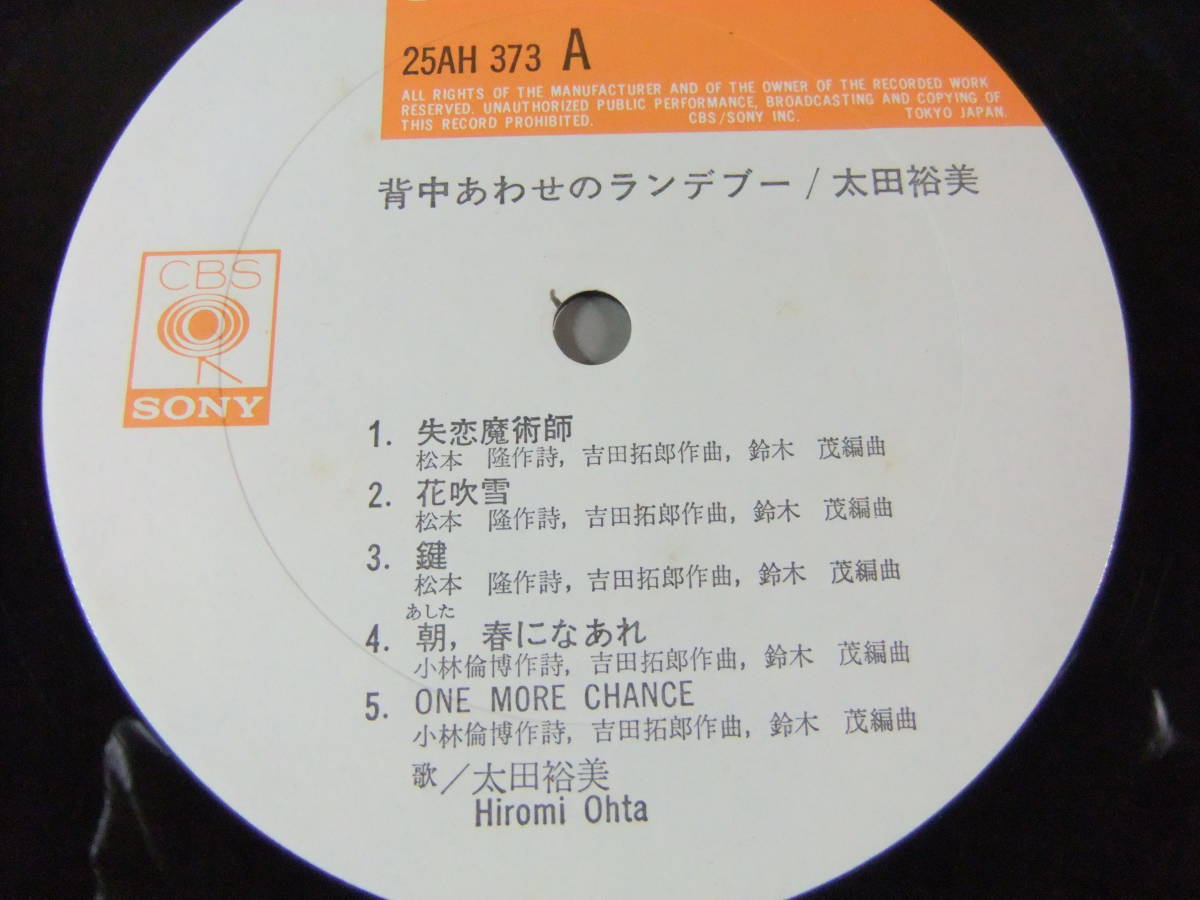 25AH 373 A
ALL RIGHTS OF THE MANUFACTURER AND OF THE OWNER OF THE RECORDED WORK
RESERVED. UNAUTHORIZED PUBLIC PERFORMANCE, BROADCASTING AND COPYING OF
THIS RECORD PROHIBITED. CBS/SONY INC. TOKYO JAPAN.
背中あわせのランデブー/太田裕美
CBS
SONY
1. 失恋魔術師
松本 隆作詩, 吉田拓郎作曲, 鈴木 茂編曲
2. 花吹雪
松本 隆作詩, 吉田拓郎作曲, 鈴木 茂編曲
3. 鍵
松本 隆作詩, 吉田拓郎作曲, 鈴木 茂編曲
あした
4. 朝, 春になあれ
小林倫博作詩, 吉田拓郎作曲, 鈴木 茂編曲
5. ONE MORE CHANCE
小林倫博作詩, 吉田拓郎作曲, 鈴木 茂編曲
歌/太田裕美
Hiromi Ohta